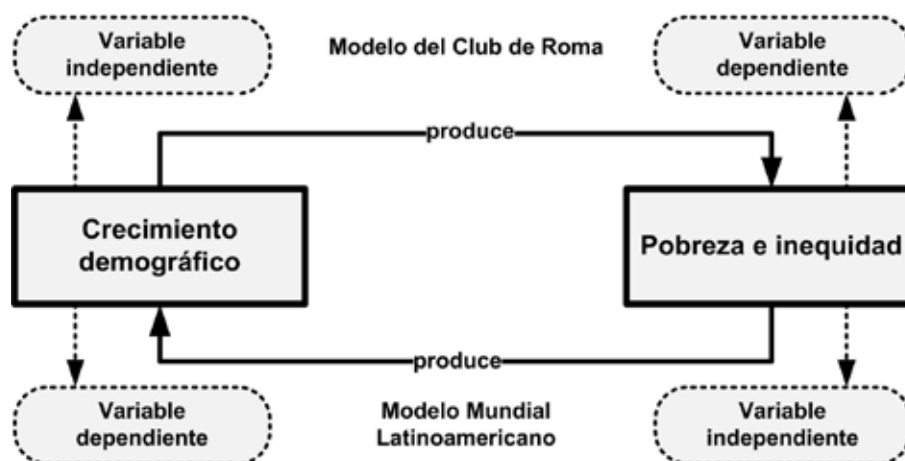 Variable
independiente
Modelo del Club de Roma
Variable
dependiente
produce
Crecimiento
demográfico
Pobreza e inequidad
produce
Variable
dependiente
Modelo Mundial
Latinoamericano
Variable
independiente